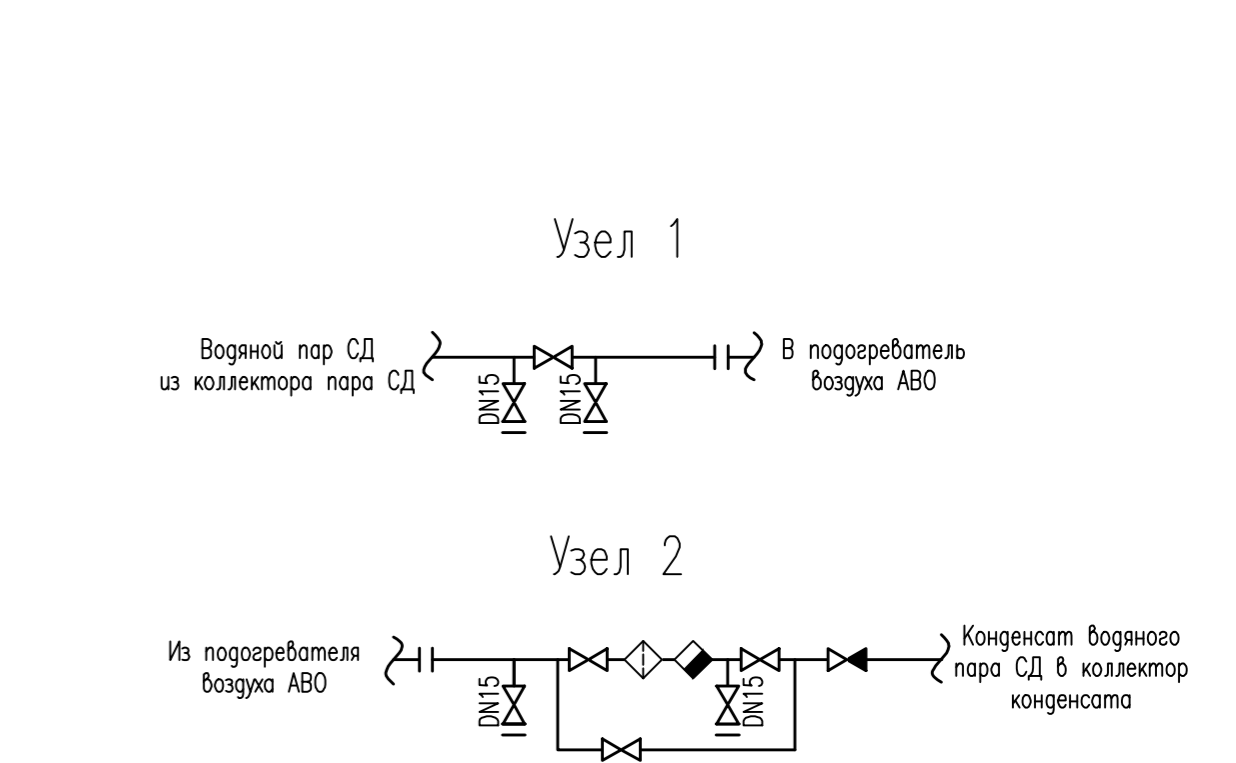 Узел 1
Водяной пар СД
из коллектора пара СД
В подогреватель
воздуха АВО
DN15
DN15
Узел 2
Из подогревателя
воздуха АВО
Конденсат водяного
пара СД в коллектор
конденсата
DN15
DN15